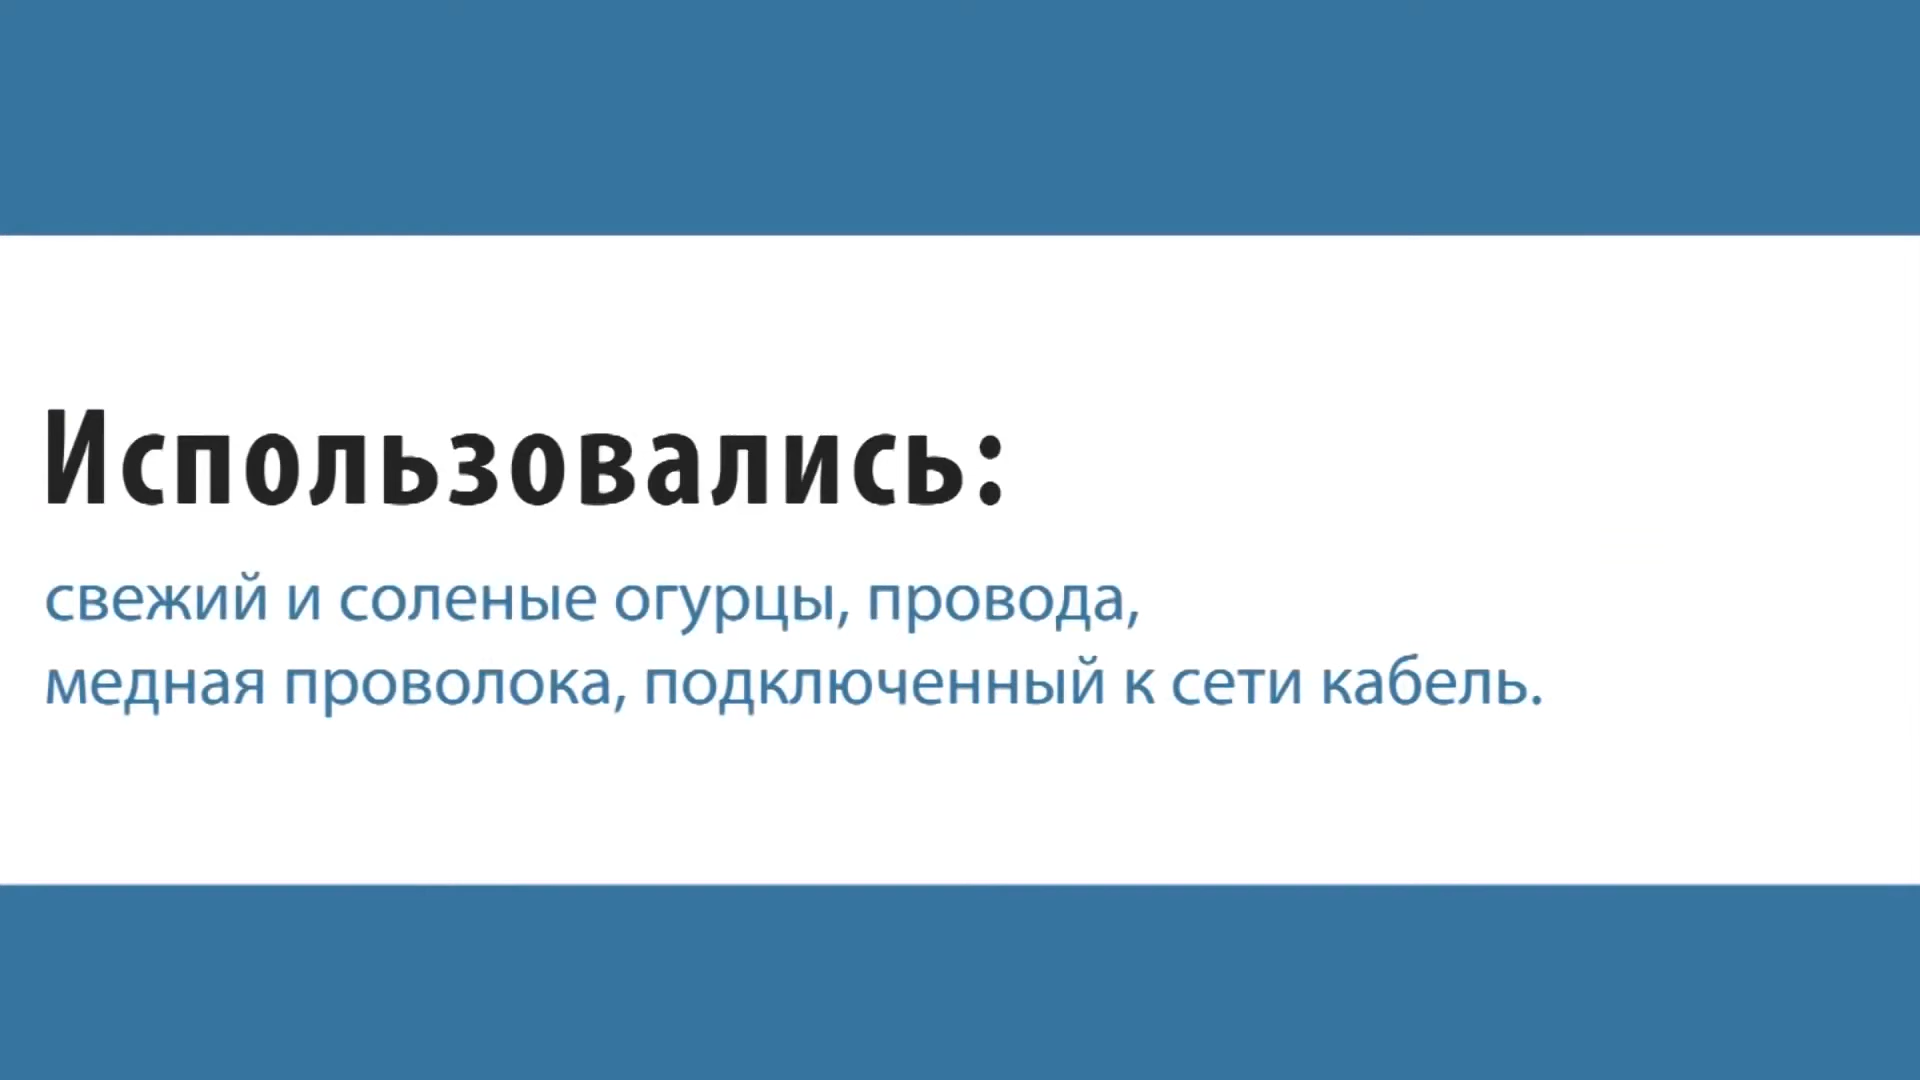 Использовались:
свежий и соленые огурцы, провода,
медная проволока, подключенный к сети кабель.